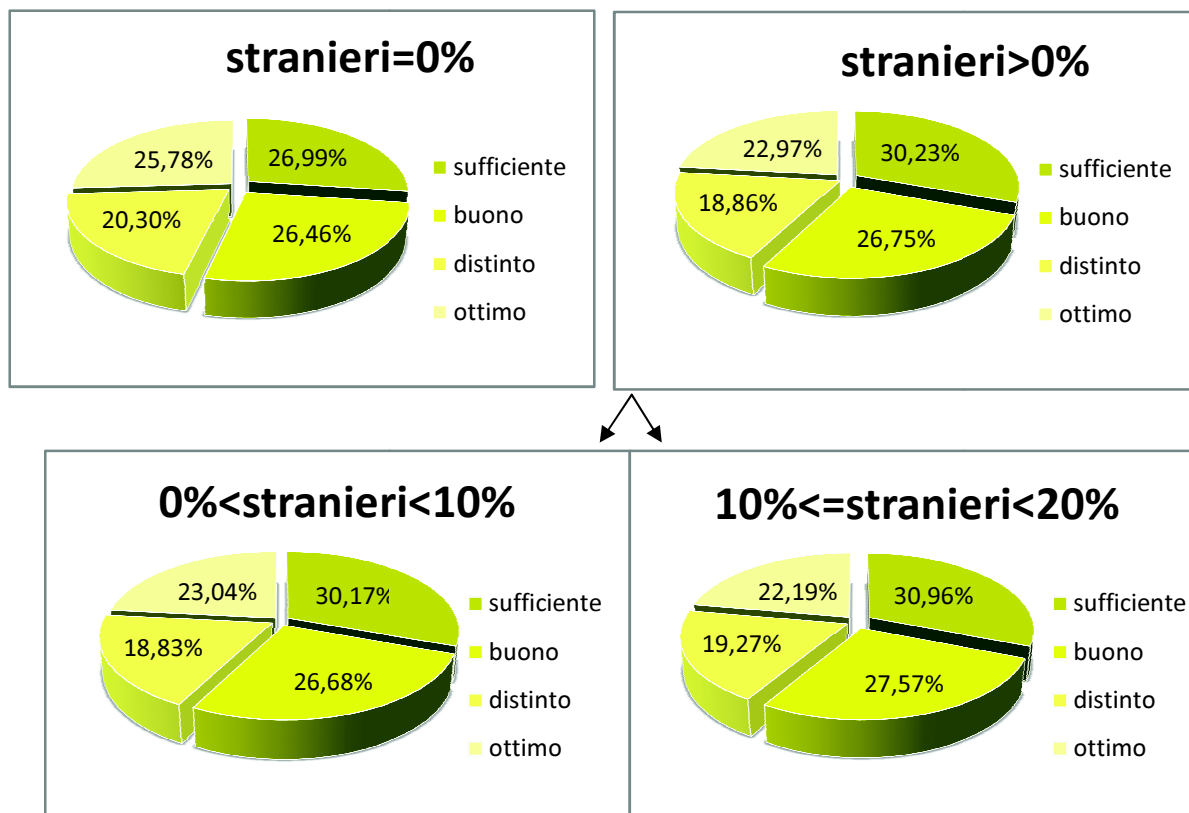 stranieri=0%
25,78%
26,99%
20,30%
26,46%
sufficiente
buono
distinto
ottimo
stranieri>0%
22,97%
30,23%
18,86%
26,75%
sufficiente
buono
distinto
ottimo
0%<stranieri<10%
23,04%
30,17%
18,83%
26,68%
sufficiente
buono
distinto
ottimo
10%<=stranieri<20%
22,19%
30,96%
19,27%
27,57%
sufficiente
buono
distinto
ottimo